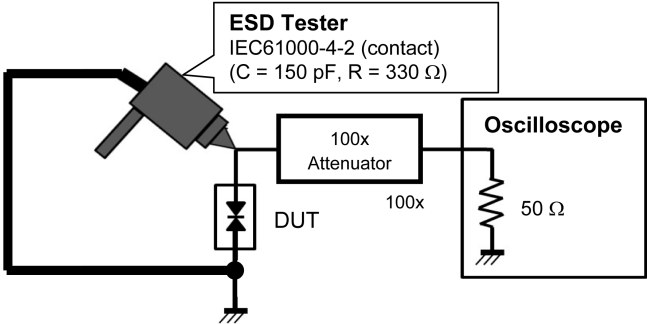 ESD Tester
IEC61000-4-2 (contact)
(C = 150 pF, R = 330 Ω)
100x
Attenuator
Oscilloscope
100x
50 Ω
DUT